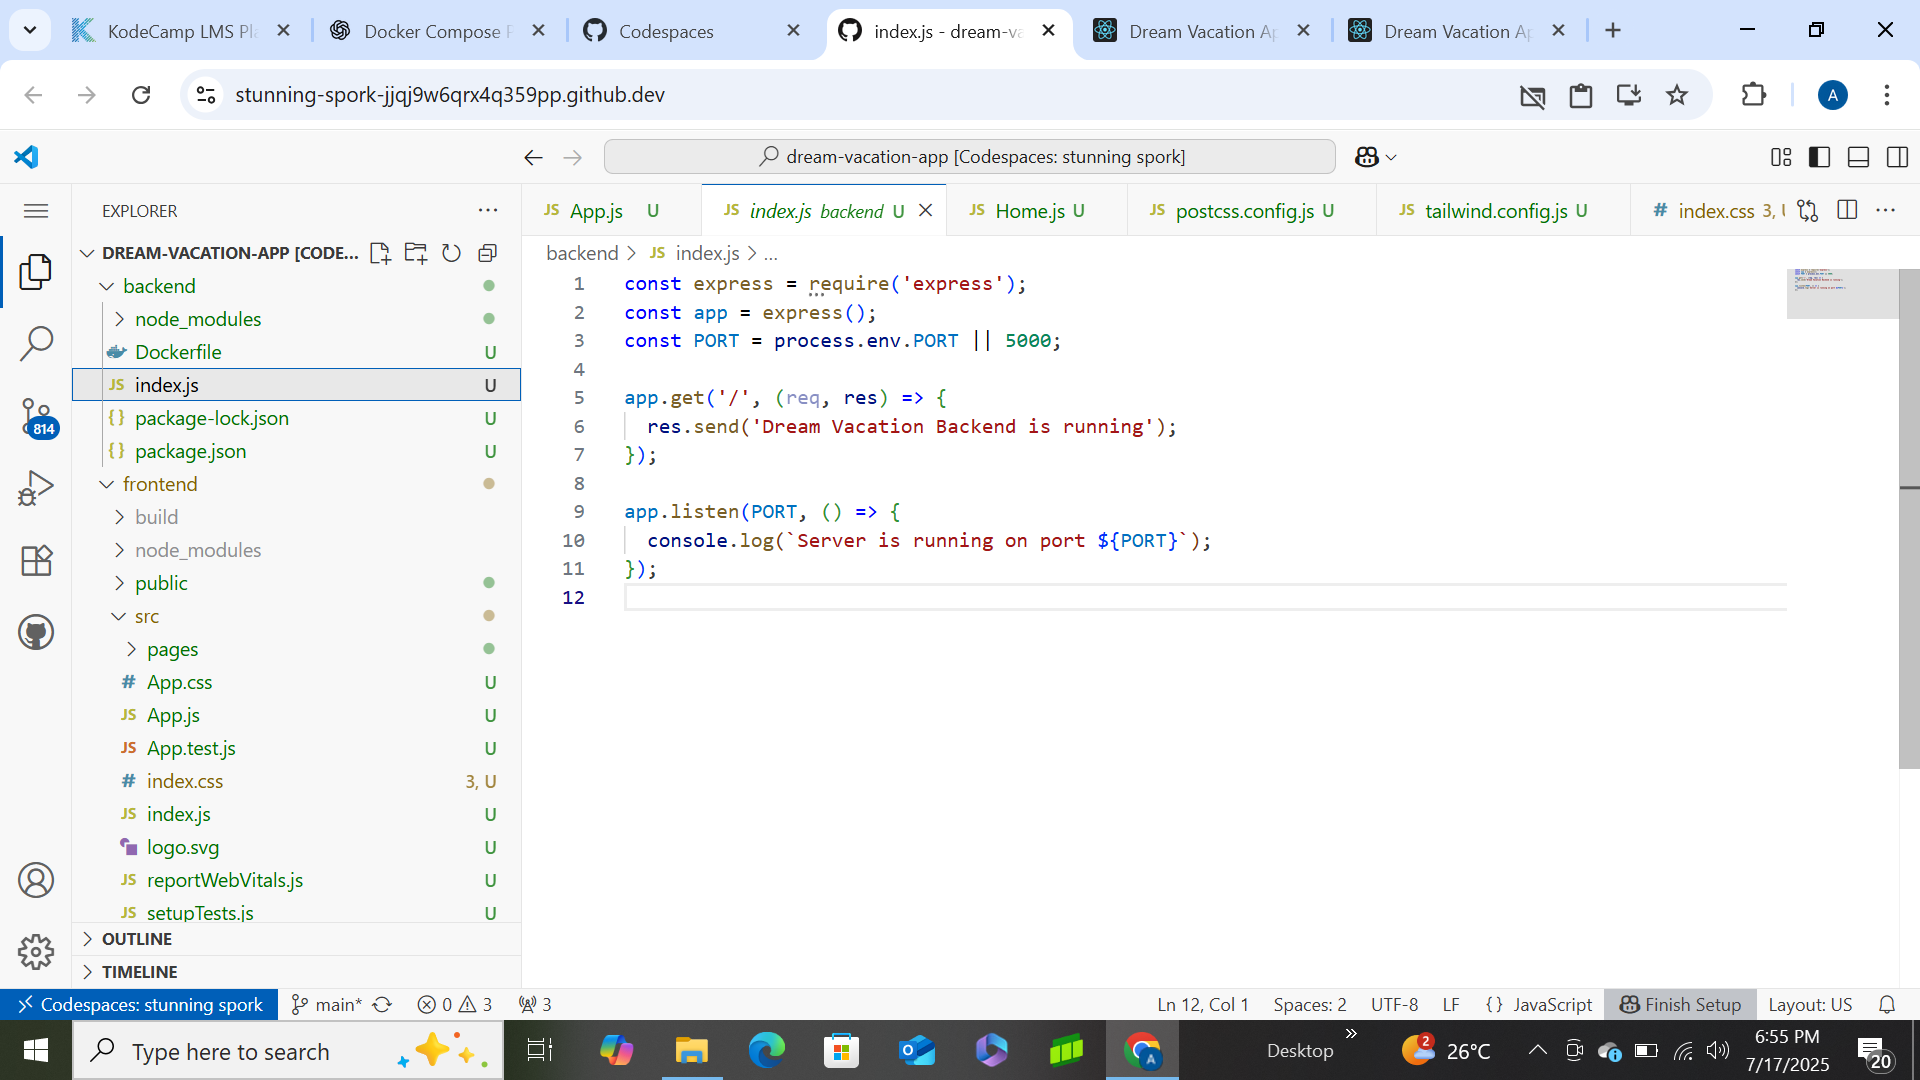 KodeCamp LMS Pla
Docker Compose F
Codespaces
index.js - dream-va
Dream Vacation Ap
Dream Vacation Ap
stunning-spork-jjqj9w6qrx4q359pp.github.dev
A
dream-vacation-app [Codespaces: stunning spork]
EXPLORER
JS App.js U
JS index.js backend U
JS Home.js U
JS postcss.config.js U
JS tailwind.config.js U
# index.css 3, U
DREAM-VACATION-APP [CODE...
backend > JS index.js > ...
backend
node_modules
Dockerfile U
JS index.js U
{} package-lock.json U
{} package.json U
frontend
build
node_modules
public
src
pages
# App.css U
JS App.js U
JS App.test.js U
# index.css 3, U
JS index.js U
logo.svg U
JS reportWebVitals.js U
JS setupTests.js U
OUTLINE
TIMELINE
814
1 const express = require('express');
2 const app = express();
3 const PORT = process.env.PORT || 5000;
4
5 app.get('/', (req, res) => {
6 res.send('Dream Vacation Backend is running');
7 });
8
9 app.listen(PORT, () => {
10 console.log(`Server is running on port ${PORT}`);
11 });
12
Codespaces: stunning spork
main*
0 3
3
Ln 12, Col 1
Spaces: 2
UTF-8
LF
{} JavaScript
Finish Setup
Layout: US
Type here to search
A
Desktop
2
26°C
6:55 PM
7/17/2025
20